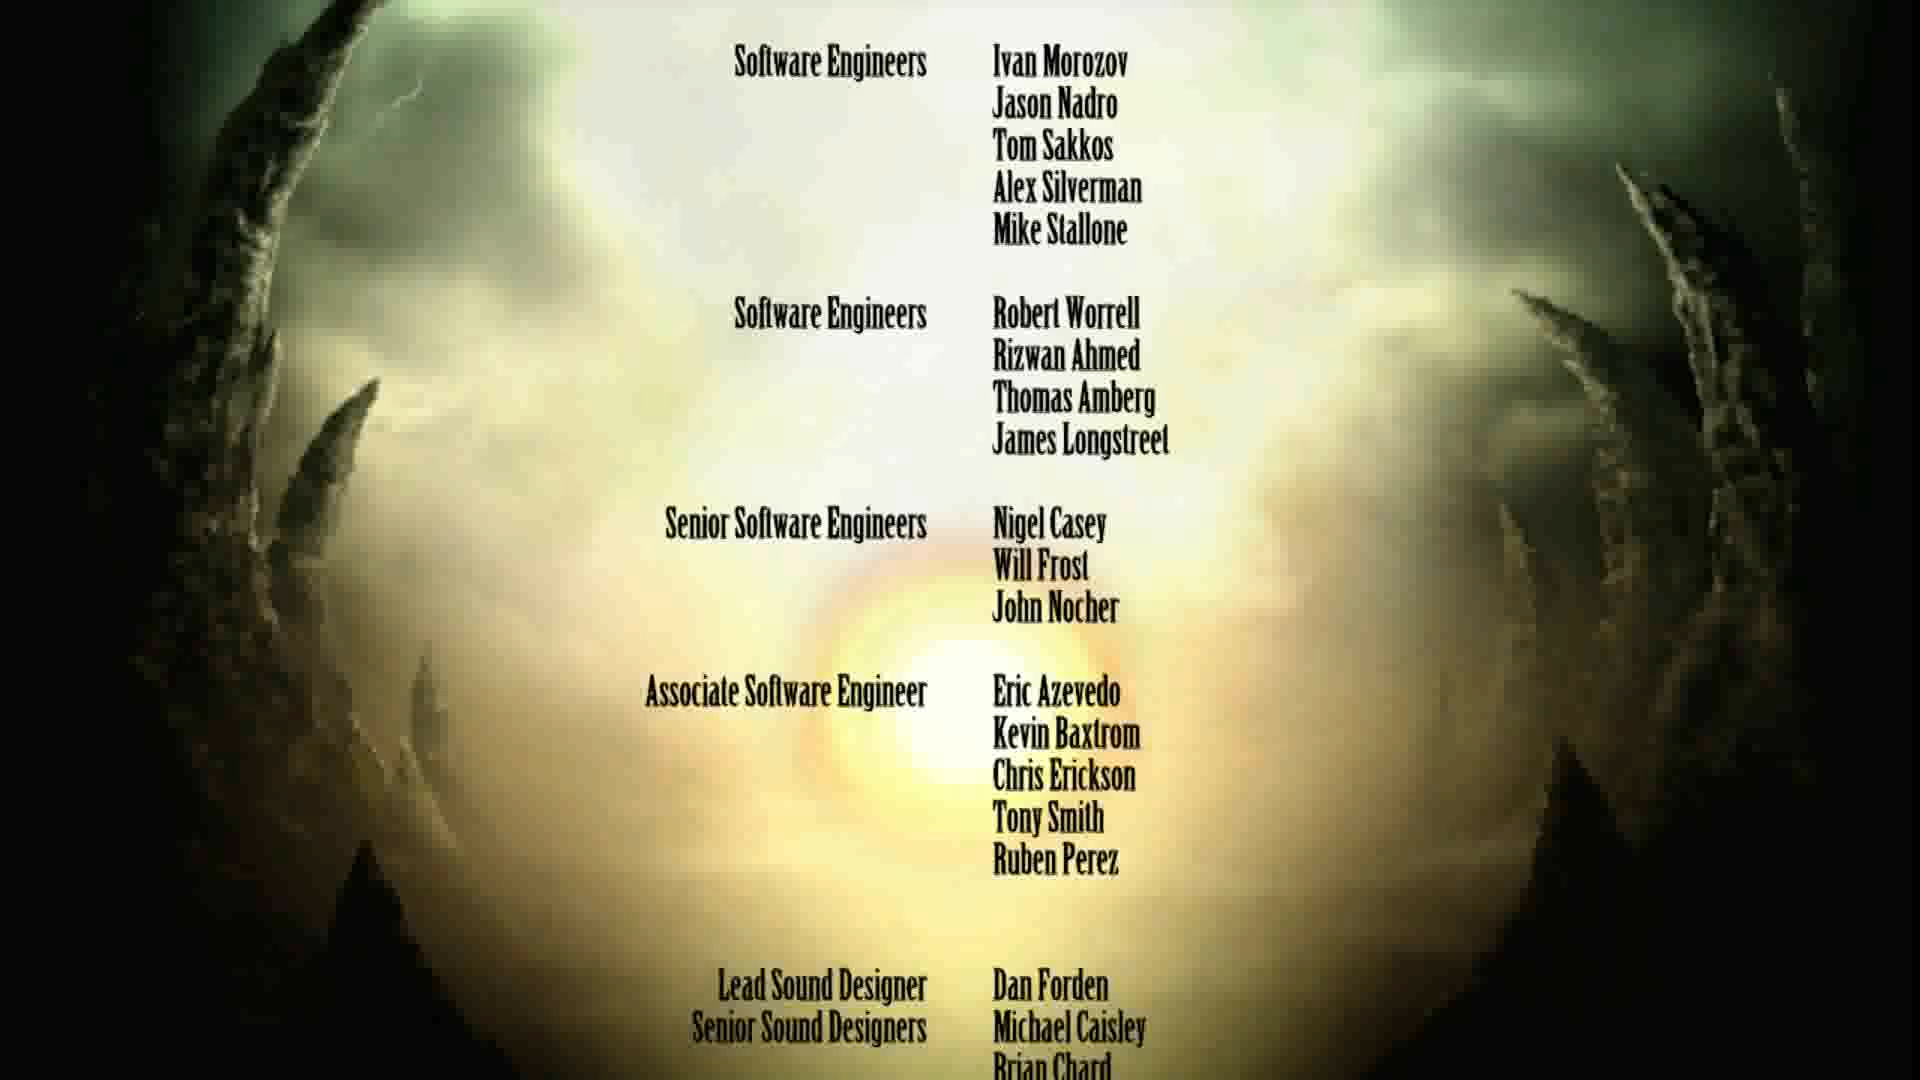 Software Engineers Ivan Morozov
Jason Nadro
Tom Sakkos
Alex Silverman
Mike Stallone
Software Engineers Robert Worrell
Rizwan Ahmed
Thomas Amberg
James Longstreet
Senior Software Engineers Nigel Casey
Will Frost
John Nocher
Associate Software Engineer Eric Azevedo
Kevin Baxtrom
Chris Erickson
Tony Smith
Ruben Perez
Lead Sound Designer Dan Forden
Senior Sound Designers Michael Caisley
Brian Chard